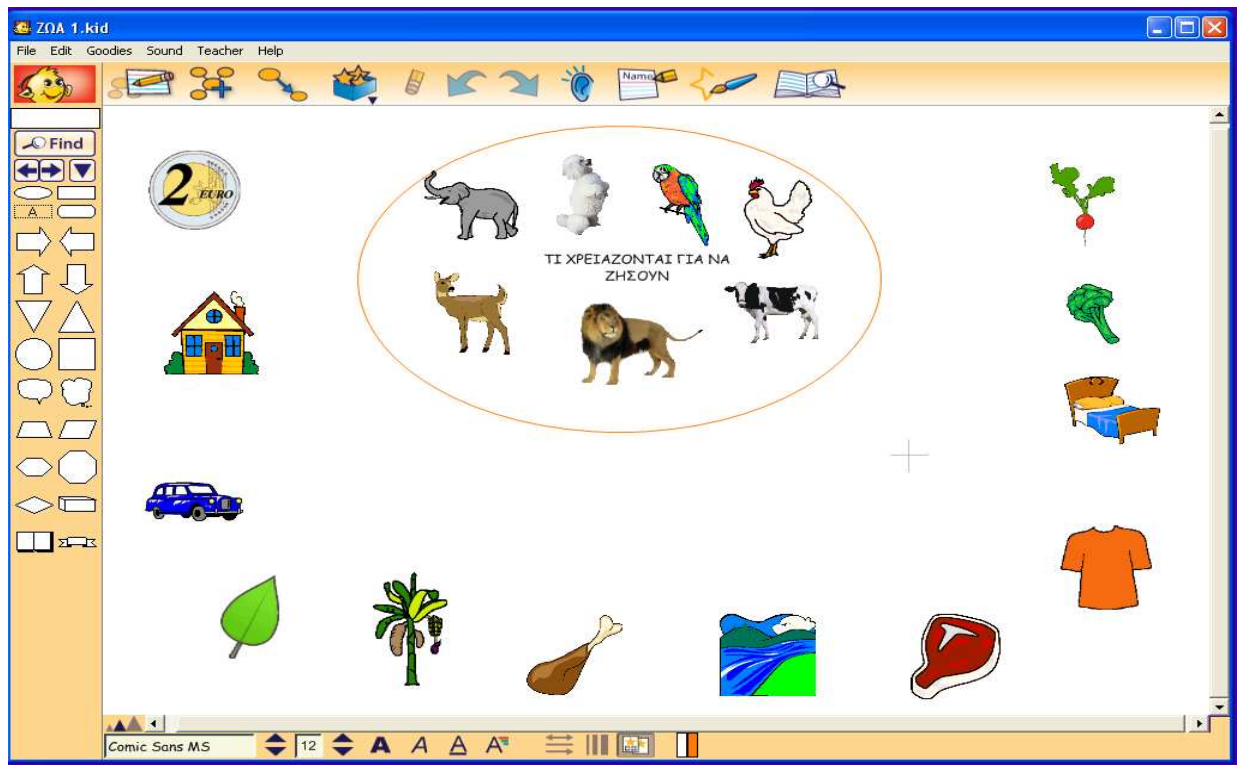 ΖΩΑ 1.kid
File Edit Goodies Sound Teacher Help
Name
Find
A
2 EURO
ΤΙ ΧΡΕΙΑΖΟΝΤΑΙ ΓΙΑ ΝΑ
ΖΗΣΟΥΝ
Comic Sans MS 12 A A A A